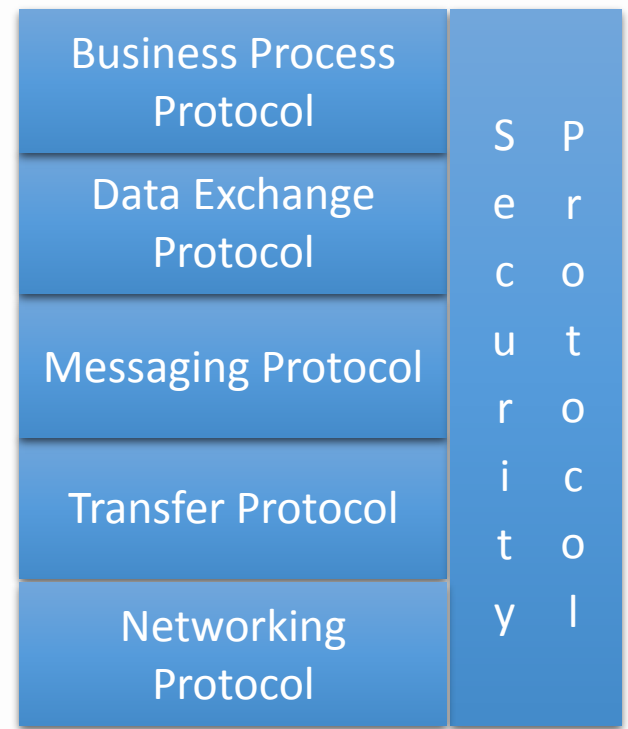 Business Process
Protocol
Data Exchange
Protocol
Messaging Protocol
Transfer Protocol
Networking
Protocol
Security
Protocol